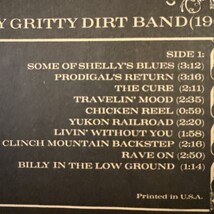 Y GRITTY DIRT BAND (19
SIDE 1:
SOME OF SHELLY'S BLUES (3:12)
PRODIGAL'S RETURN (3:16)
THE CURE (2:11)
TRAVELIN' MOOD (2:35)
CHICKEN REEL (0:59)
YUKON RAILROAD (2:20)
LIVIN' WITHOUT YOU (1:58)
CLINCH MOUNTAIN BACKSTEP (2:16)
RAVE ON (2:50)
BILLY IN THE LOW GROUND (1:14)
Printed in U.S.A.